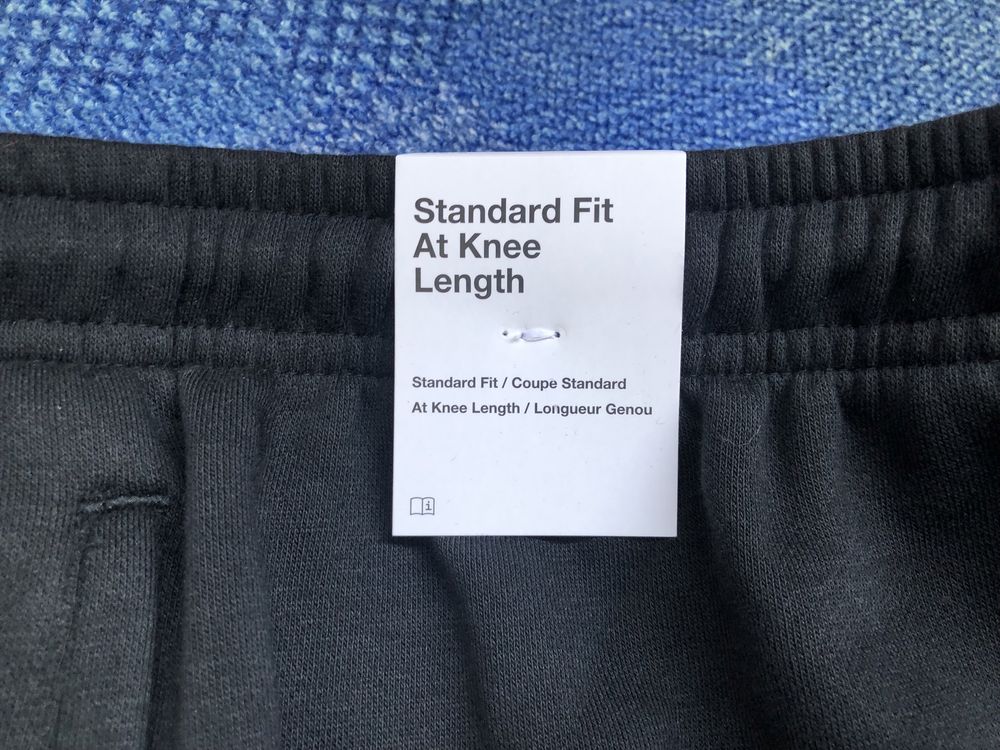 Standard Fit
At Knee
Length
Standard Fit / Coupe Standard
At Knee Length / Longueur Genou
i